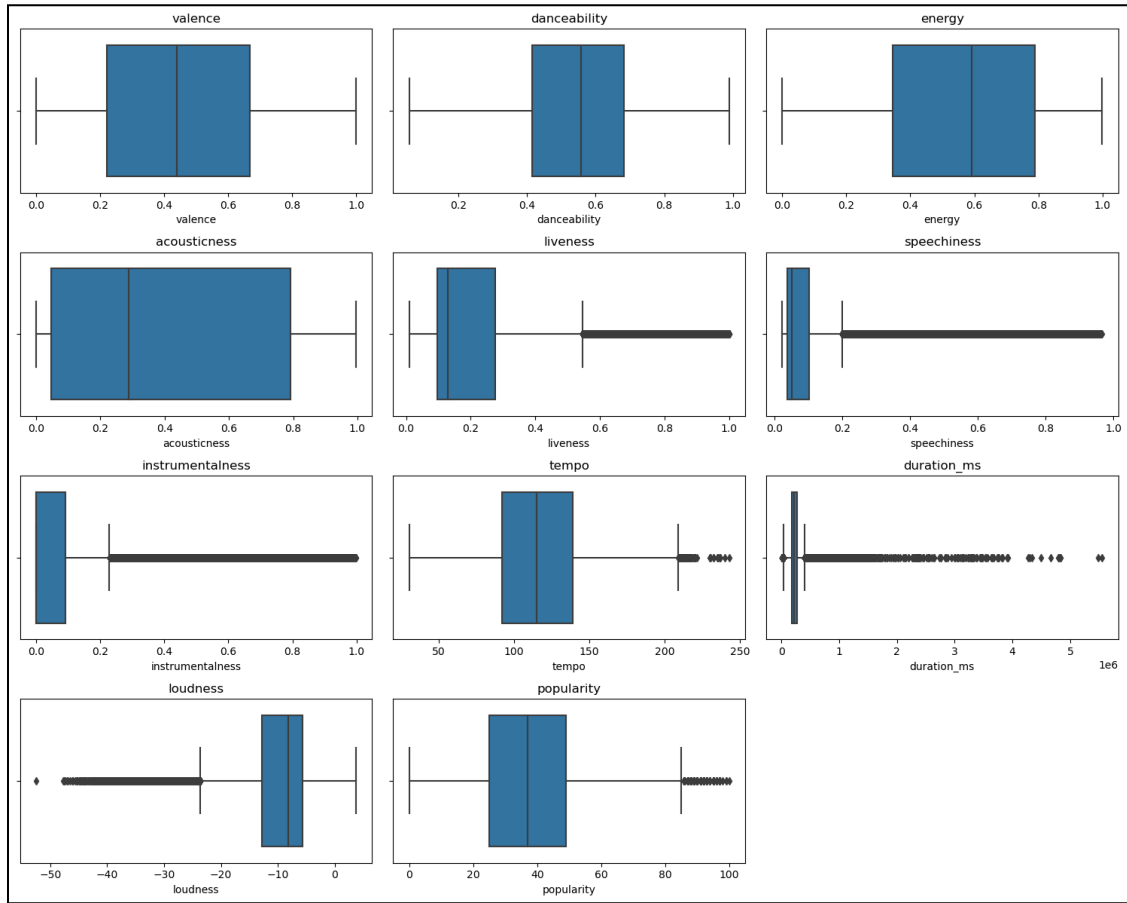 valence danceability energy
0.0 0.2 0.4 0.6 0.8 1.0 0.2 0.4 0.6 0.8 1.0 0.0 0.2 0.4 0.6 0.8 1.0
valence danceability energy
acousticness liveness speechiness
0.0 0.2 0.4 0.6 0.8 1.0 0.0 0.2 0.4 0.6 0.8 1.0 0.0 0.2 0.4 0.6 0.8 1.0
acousticness liveness speechiness
instrumentalness tempo duration_ms
0.0 0.2 0.4 0.6 0.8 1.0 50 100 150 200 250 0 1 2 3 4 5
1e6
instrumentalness tempo duration_ms
loudness popularity
−50 −40 −30 −20 −10 0 0 20 40 60 80 100
loudness popularity